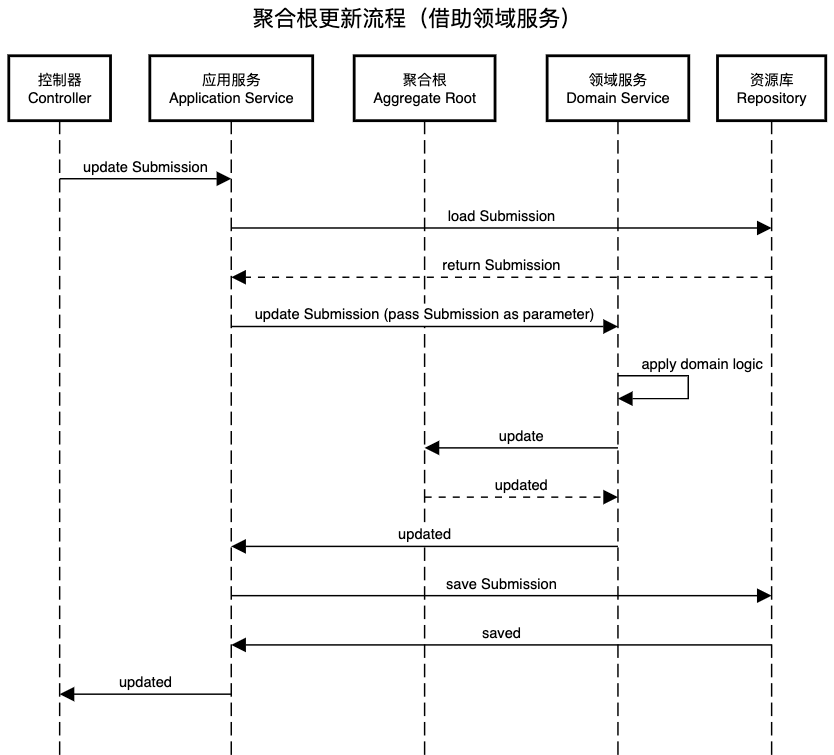 聚合根更新流程（借助领域服务）
控制器
Controller
应用服务
Application Service
聚合根
Aggregate Root
领域服务
Domain Service
资源库
Repository
update Submission
load Submission
return Submission
update Submission (pass Submission as parameter)
apply domain logic
update
updated
updated
save Submission
saved
updated